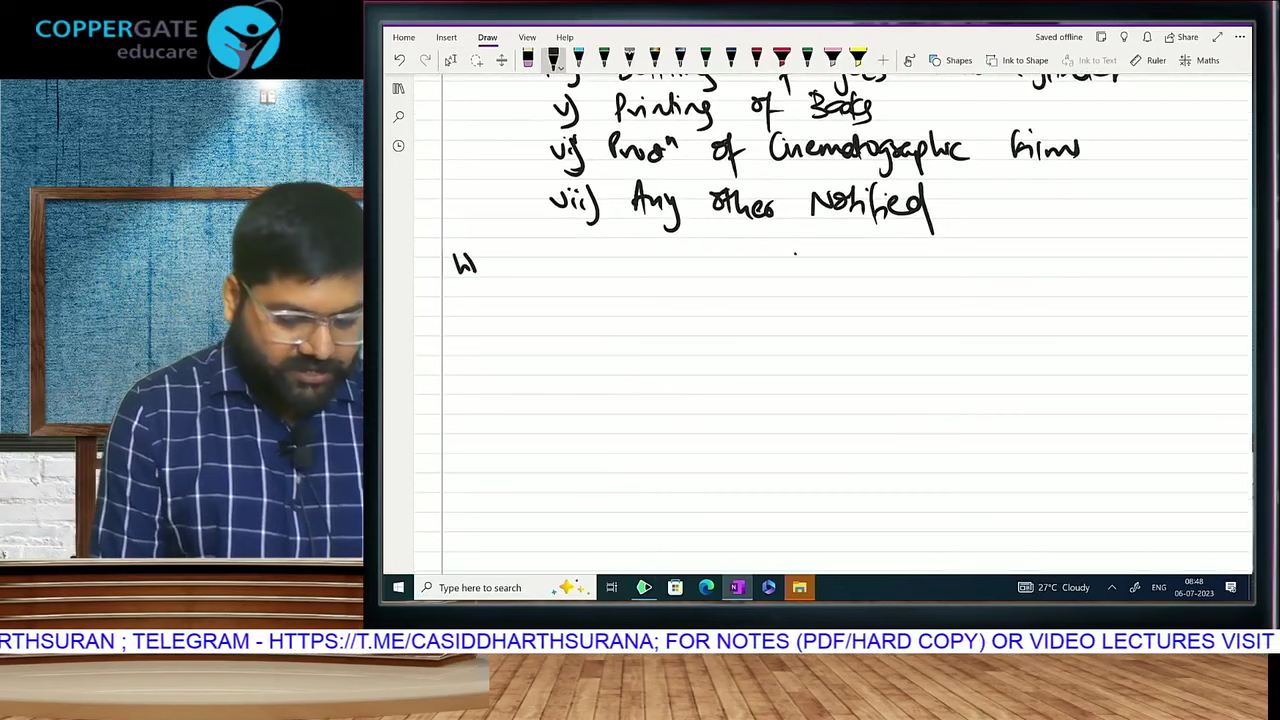 COPPERGATE
educare
Home Insert Draw View Help
Saved offline
Share
Shapes
Ink to Shape
Ink to Text
Ruler
Maths
v) Printing of Books
vi) Prodn of Cinematographic films
vii) Any other Notified
Type here to search
27°C Cloudy
ENG
08:48
06-07-2023
RTHSURAN ; TELEGRAM - HTTPS://T.ME/CASIDDHARTHSURANA; FOR NOTES (PDF/HARD COPY) OR VIDEO LECTURES VISIT